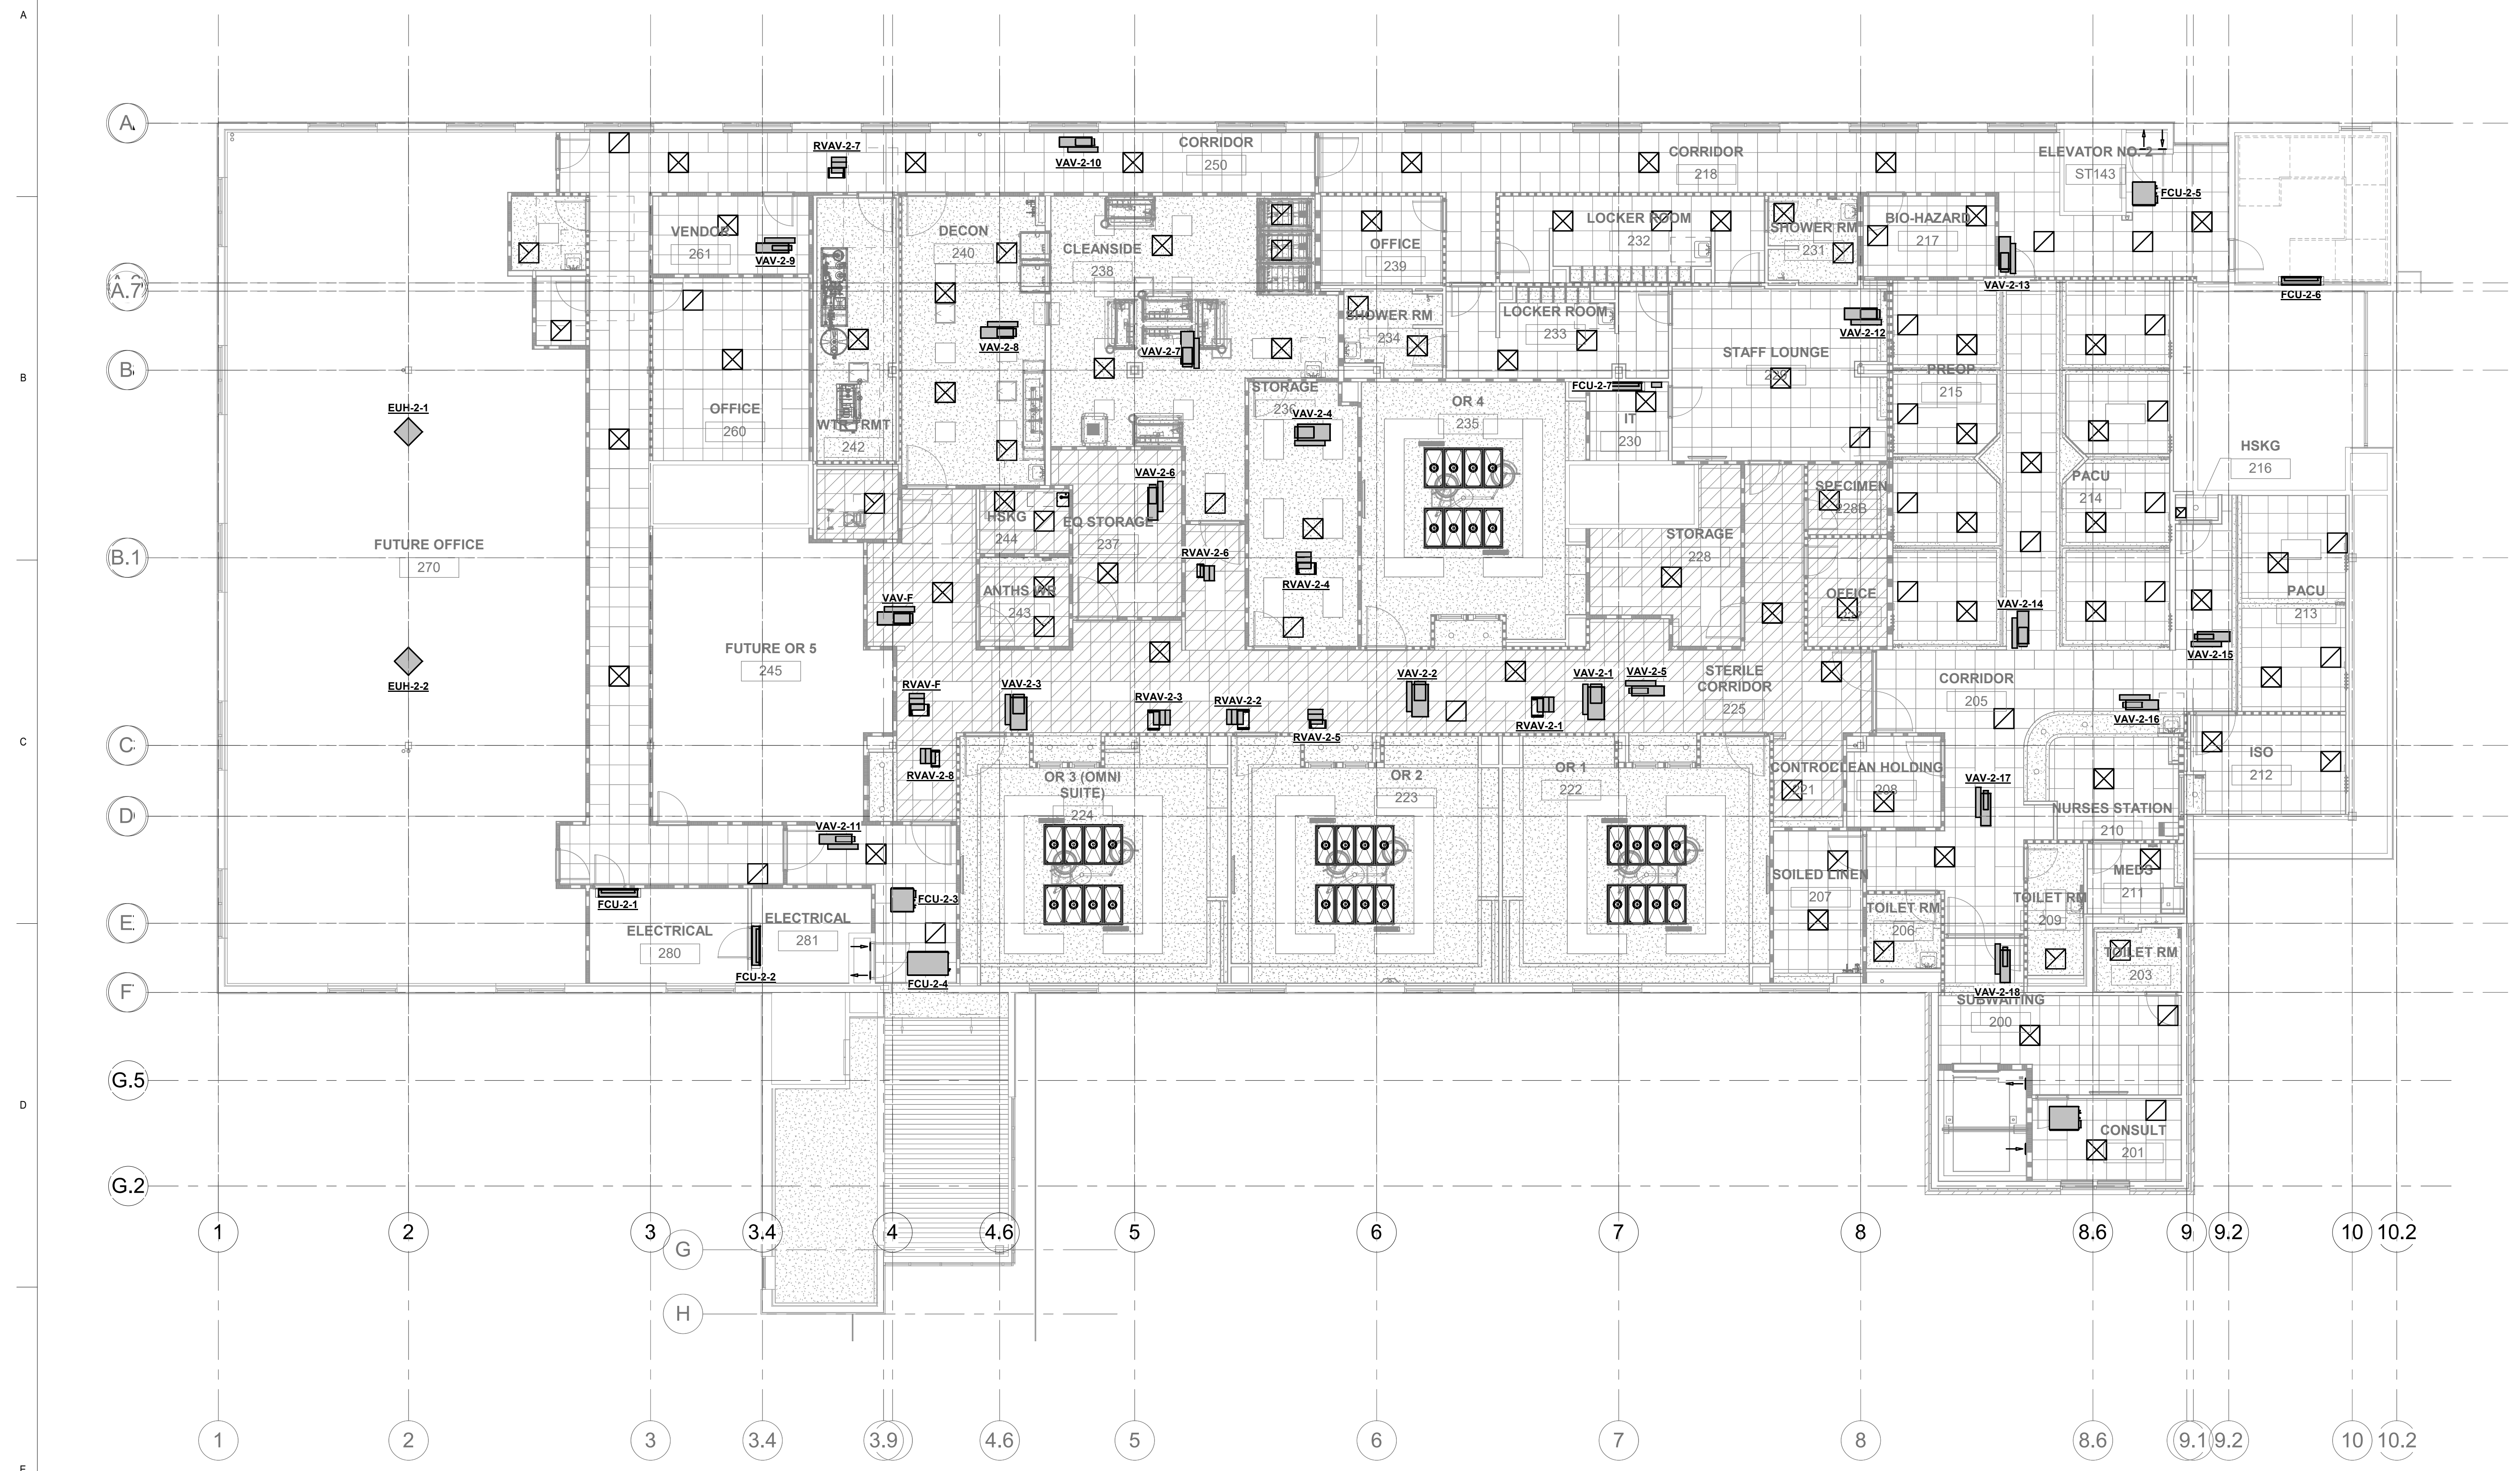 A
B
C
D
E
A
A.7
B
B.1
C
D
E
F
G.5
G.2
G
H
RVAV-2-7
VAV-2-10
CORRIDOR
250
CORRIDOR
218
ELEVATOR NO. 2
ST143
FCU-2-5
VENDOR
261
VAV-2-9
DECON
240
CLEANSIDE
238
OFFICE
239
LOCKER ROOM
232
SHOWER RM
231
BIO-HAZARD
217
VAV-2-13
FCU-2-6
VAV-2-8
VAV-2-7
SHOWER RM
234
LOCKER ROOM
233
VAV-2-12
STAFF LOUNGE
PREOP
215
EUH-2-1
OFFICE
260
WTR TRMT
242
STORAGE
236
VAV-2-4
OR 4
235
FCU-2-7
IT
230
HSKG
216
PACU
214
VAV-2-6
SPECIMEN
228B
HSKG
244
EQ STORAGE
237
STORAGE
228
FUTURE OFFICE
270
RVAV-2-6
RVAV-2-4
ANTHS WR
243
OFFICE
PACU
213
VAV-F
VAV-2-14
VAV-2-15
FUTURE OR 5
245
EUH-2-2
RVAV-F
VAV-2-3
RVAV-2-3
RVAV-2-2
RVAV-2-5
VAV-2-2
RVAV-2-1
VAV-2-1
VAV-2-5
STERILE
CORRIDOR
225
CORRIDOR
205
VAV-2-16
ISO
212
RVAV-2-8
OR 3 (OMNI
SUITE)
224
OR 2
223
OR 1
222
221
CLEAN HOLDING
208
VAV-2-17
NURSES STATION
210
VAV-2-11
SOILED LINEN
207
MEDS
211
FCU-2-1
FCU-2-3
TOILET RM
206
TOILET RM
209
ELECTRICAL
280
ELECTRICAL
281
FCU-2-2
FCU-2-4
TOILET RM
203
VAV-2-18
SUBWAITING
200
CONSULT
201
1
2
3
3.4
4
4.6
5
6
7
8
8.6
9
9.2
10
10.2
1
2
3
3.4
3.9
4.6
5
6
7
8
8.6
9.1
9.2
10
10.2